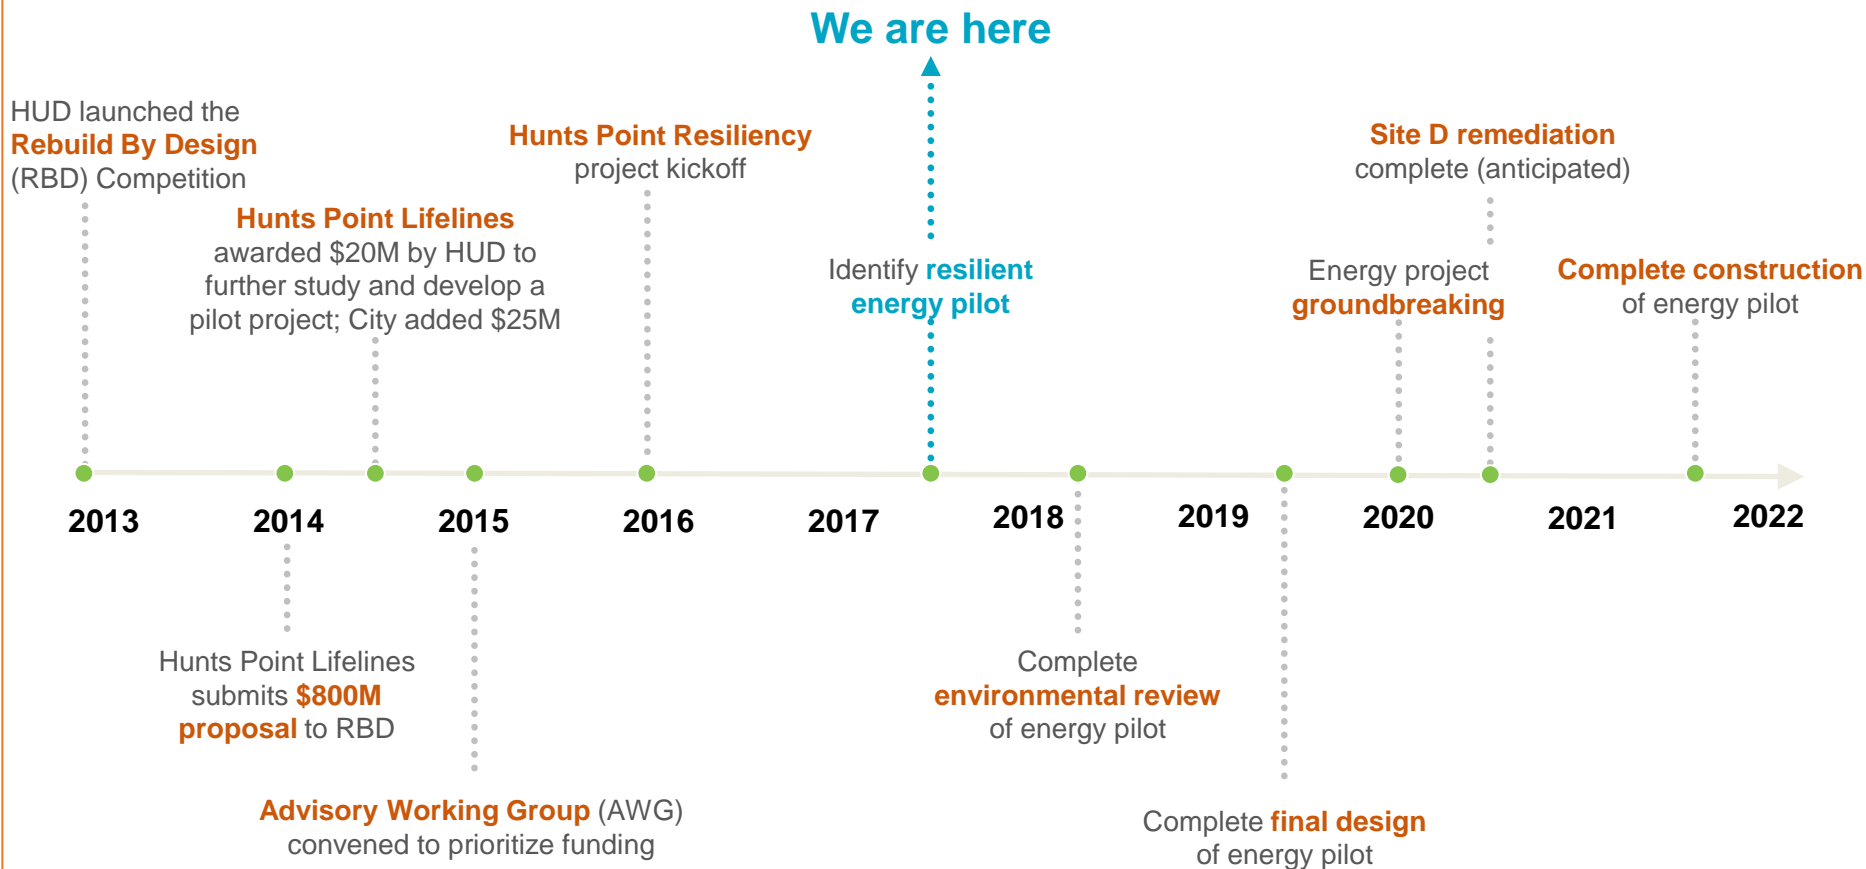 We are here
HUD launched the
Rebuild By Design
(RBD) Competition
Hunts Point Lifelines
awarded $20M by HUD to
further study and develop a
pilot project; City added $25M
Hunts Point Resiliency
project kickoff
Identify resilient
energy pilot
Site D remediation
complete (anticipated)
Energy project
groundbreaking
Complete construction
of energy pilot
2013
2014
2015
2016
2017
2018
2019
2020
2021
2022
Hunts Point Lifelines
submits $800M
proposal to RBD
Advisory Working Group (AWG)
convened to prioritize funding
Complete
environmental review
of energy pilot
Complete final design
of energy pilot